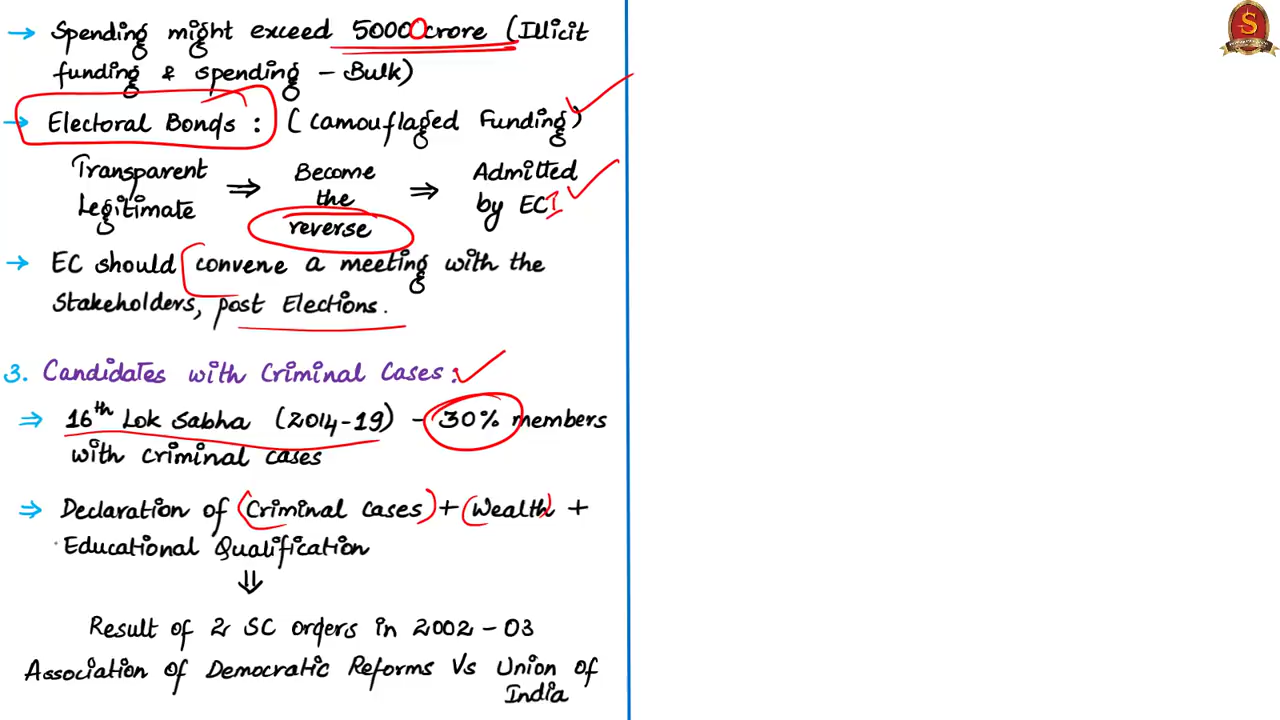 → Spending might exceed 50000 crore (Illicit
funding & spending - Bulk)
→ Electoral Bonds : (Camouflaged Funding)
Transparent Legitimate ⇒ Become the reverse ⇒ Admitted by ECI
→ EC should convene a meeting with the
Stakeholders, post Elections.
3. Candidates with Criminal Cases:
⇒ 16th Lok Sabha (2014-19) - 30% members
with criminal cases
⇒ Declaration of (Criminal cases) + (Wealth) +
Educational Qualification
⇓
Result of 2 SC orders in 2002-03
Association of Democratic Reforms Vs Union of
India
S